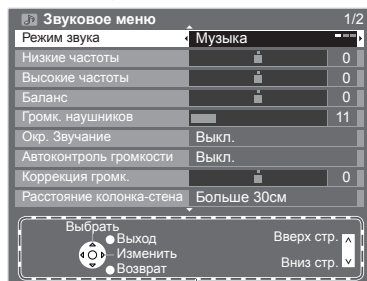 Звуковое меню 1/2
Режим звука Музыка
Низкие частоты 0
Высокие частоты 0
Баланс 0
Громк. наушников 11
Окр. Звучание Выкл.
Автоконтроль громкости Выкл.
Коррекция громк. 0
Расстояние колонка-стена Больше 30см
Выбрать
Выход
Изменить
Возврат
Вверх стр.
Вниз стр.